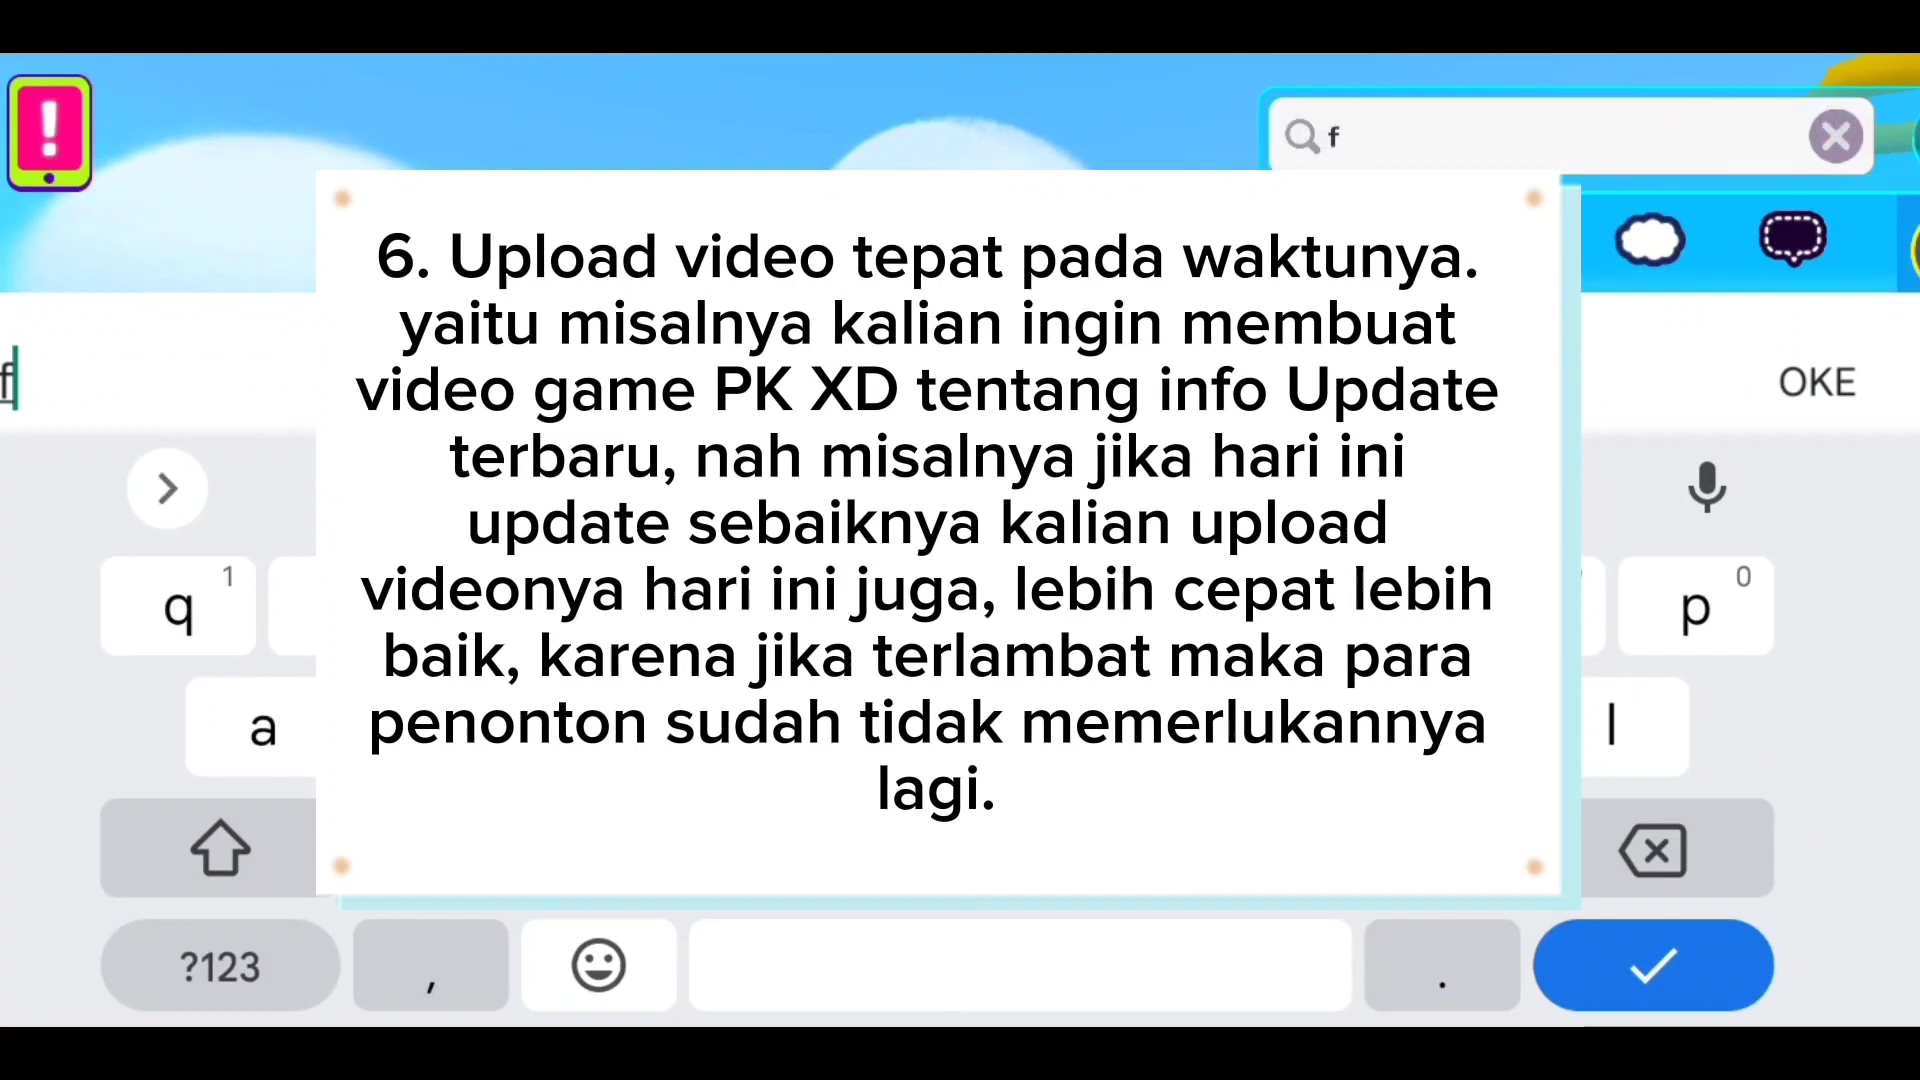 !
f
6. Upload video tepat pada waktunya.
yaitu misalnya kalian ingin membuat
video game PK XD tentang info Update
terbaru, nah misalnya jika hari ini
update sebaiknya kalian upload
videonya hari ini juga, lebih cepat lebih
baik, karena jika terlambat maka para
penonton sudah tidak memerlukannya
lagi.
f
OKE
q 1
p 0
a
l
?123
,
.